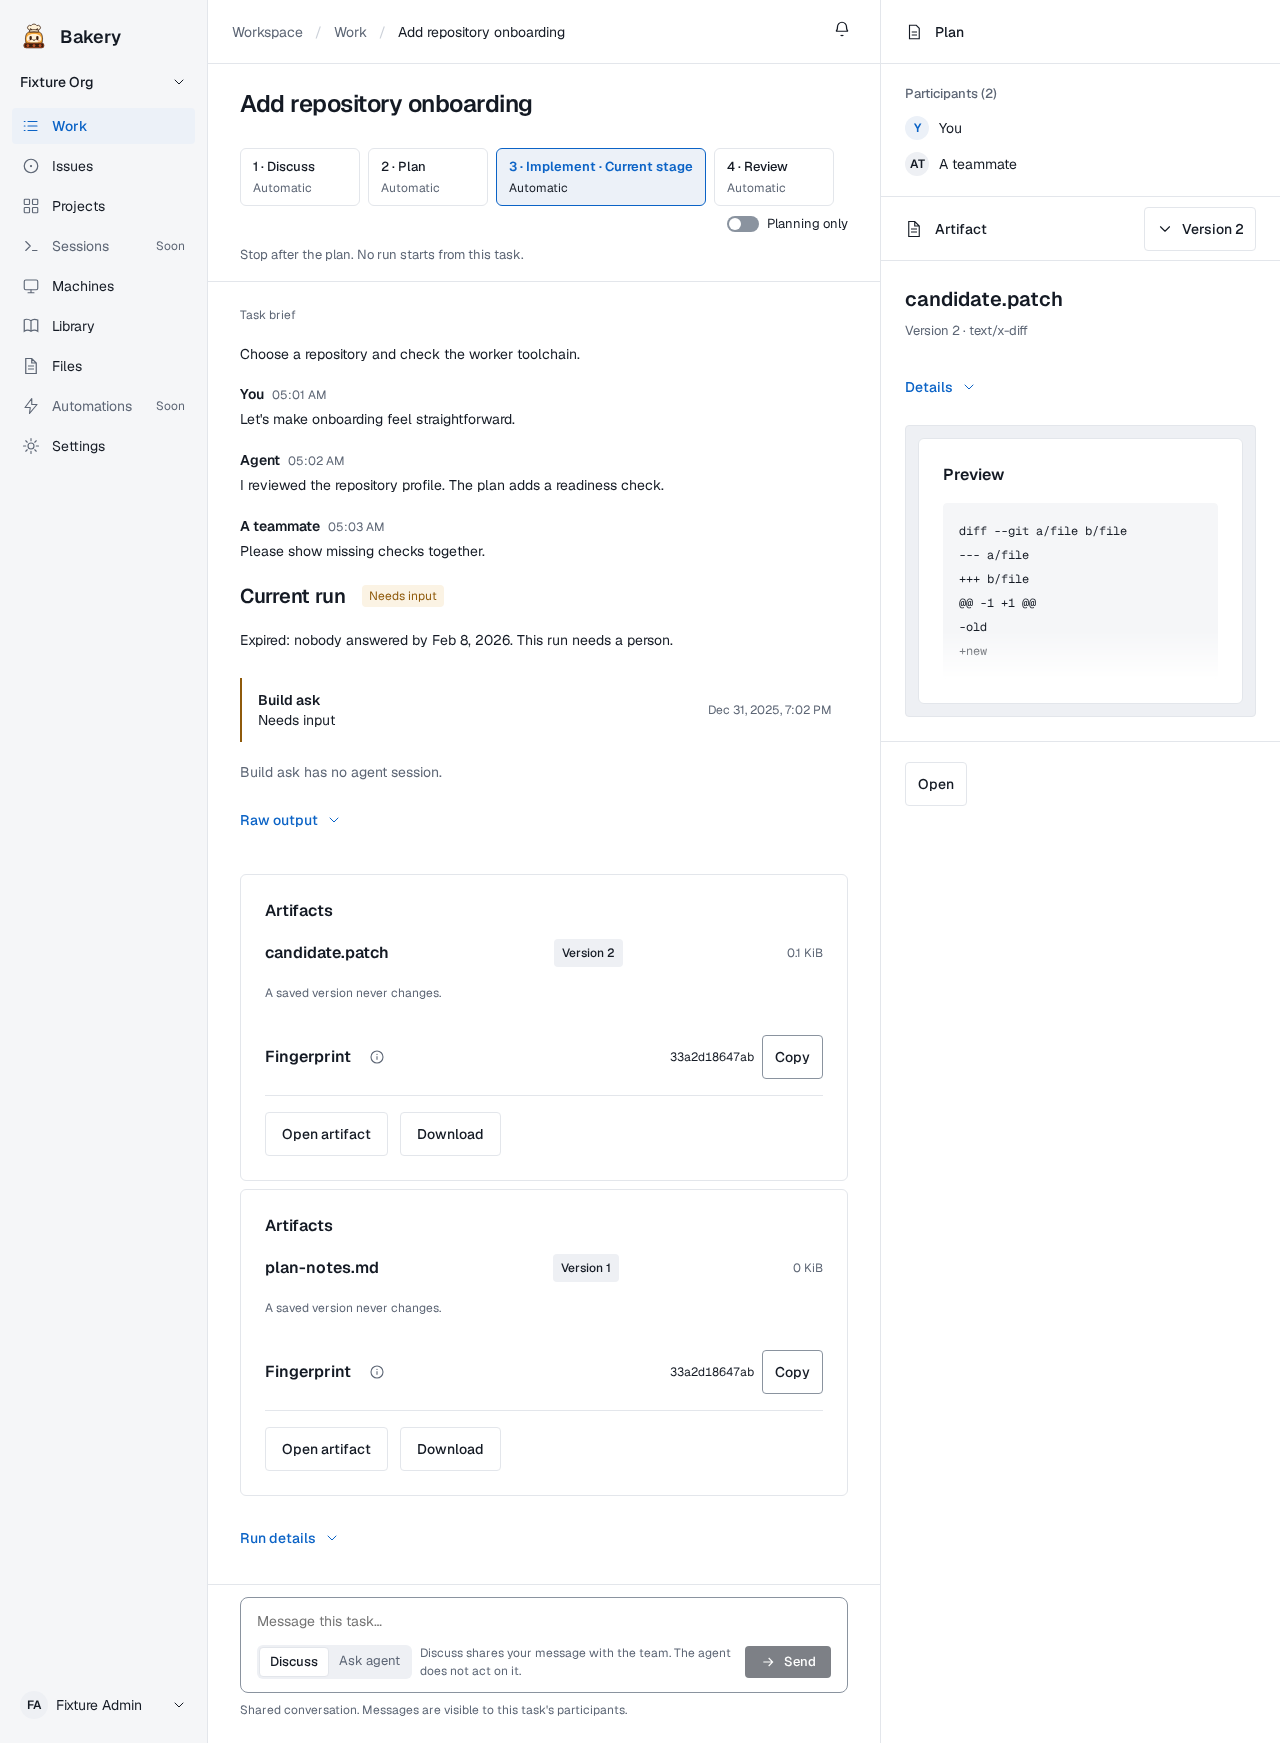 Bakery
Fixture Org
Work
Issues
Projects
Sessions Soon
Machines
Library
Files
Automations Soon
Settings
FA Fixture Admin
Workspace / Work / Add repository onboarding
Add repository onboarding
1 · Discuss
Automatic
2 · Plan
Automatic
3 · Implement · Current stage
Automatic
4 · Review
Automatic
Planning only
Stop after the plan. No run starts from this task.
Task brief
Choose a repository and check the worker toolchain.
You 05:01 AM
Let's make onboarding feel straightforward.
Agent 05:02 AM
I reviewed the repository profile. The plan adds a readiness check.
A teammate 05:03 AM
Please show missing checks together.
Current run Needs input
Expired: nobody answered by Feb 8, 2026. This run needs a person.
Build ask
Needs input
Dec 31, 2025, 7:02 PM
Build ask has no agent session.
Raw output
Artifacts
candidate.patch Version 2 0.1 KiB
A saved version never changes.
Fingerprint 33a2d18647ab Copy
Open artifact Download
Artifacts
plan-notes.md Version 1 0 KiB
A saved version never changes.
Fingerprint 33a2d18647ab Copy
Open artifact Download
Run details
Message this task...
Discuss Ask agent
Discuss shares your message with the team. The agent
does not act on it.
Send
Shared conversation. Messages are visible to this task's participants.
Plan
Participants (2)
Y You
AT A teammate
Artifact Version 2
candidate.patch
Version 2 · text/x-diff
Details
Preview
diff --git a/file b/file
--- a/file
+++ b/file
@@ -1 +1 @@
-old
+new
Open